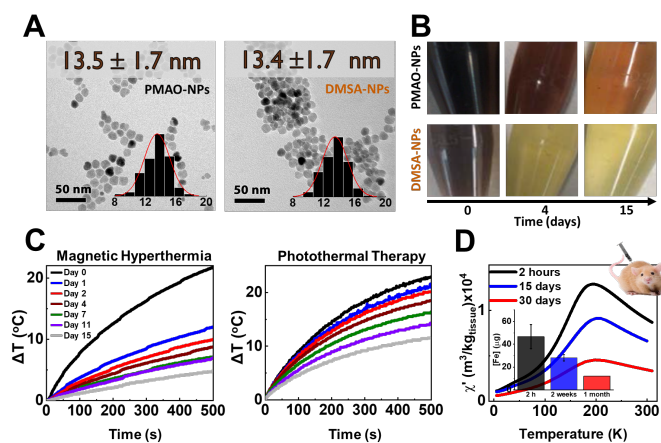 A
13.5 ± 1.7 nm
PMAO-NPs
50 nm
8 12 16 20
13.4 ± 1.7 nm
DMSA-NPs
50 nm
8 12 16 20
B
PMAO-NPs
DMSA-NPs
0 4 15
Time (days)
C
Magnetic Hyperthermia
Day 0
Day 1
Day 2
Day 4
Day 7
Day 11
Day 15
20
10
0
ΔT (ºC)
0 100 200 300 400 500
Time (s)
Photothermal Therapy
20
10
0
0 100 200 300 400 500
Time (s)
D
2 hours
15 days
30 days
1
0
χ' (m³/kgtissue)x10⁴
[Fe] (µg)
60
40
20
0
2 h 2 weeks 1 month
0 100 200 300
Temperature (K)